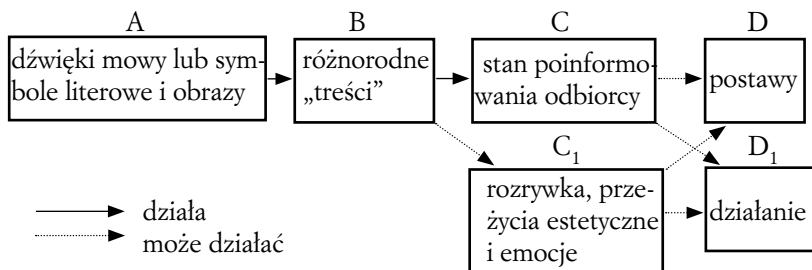 A
B
C
D
dźwięki mowy lub sym-
bole literowe i obrazy
różnorodne
„treści”
stan poinformo-
wania odbiorcy
postawy
C1
D1
rozrywka, prze-
życia estetyczne
i emocje
działanie
działa
może działać